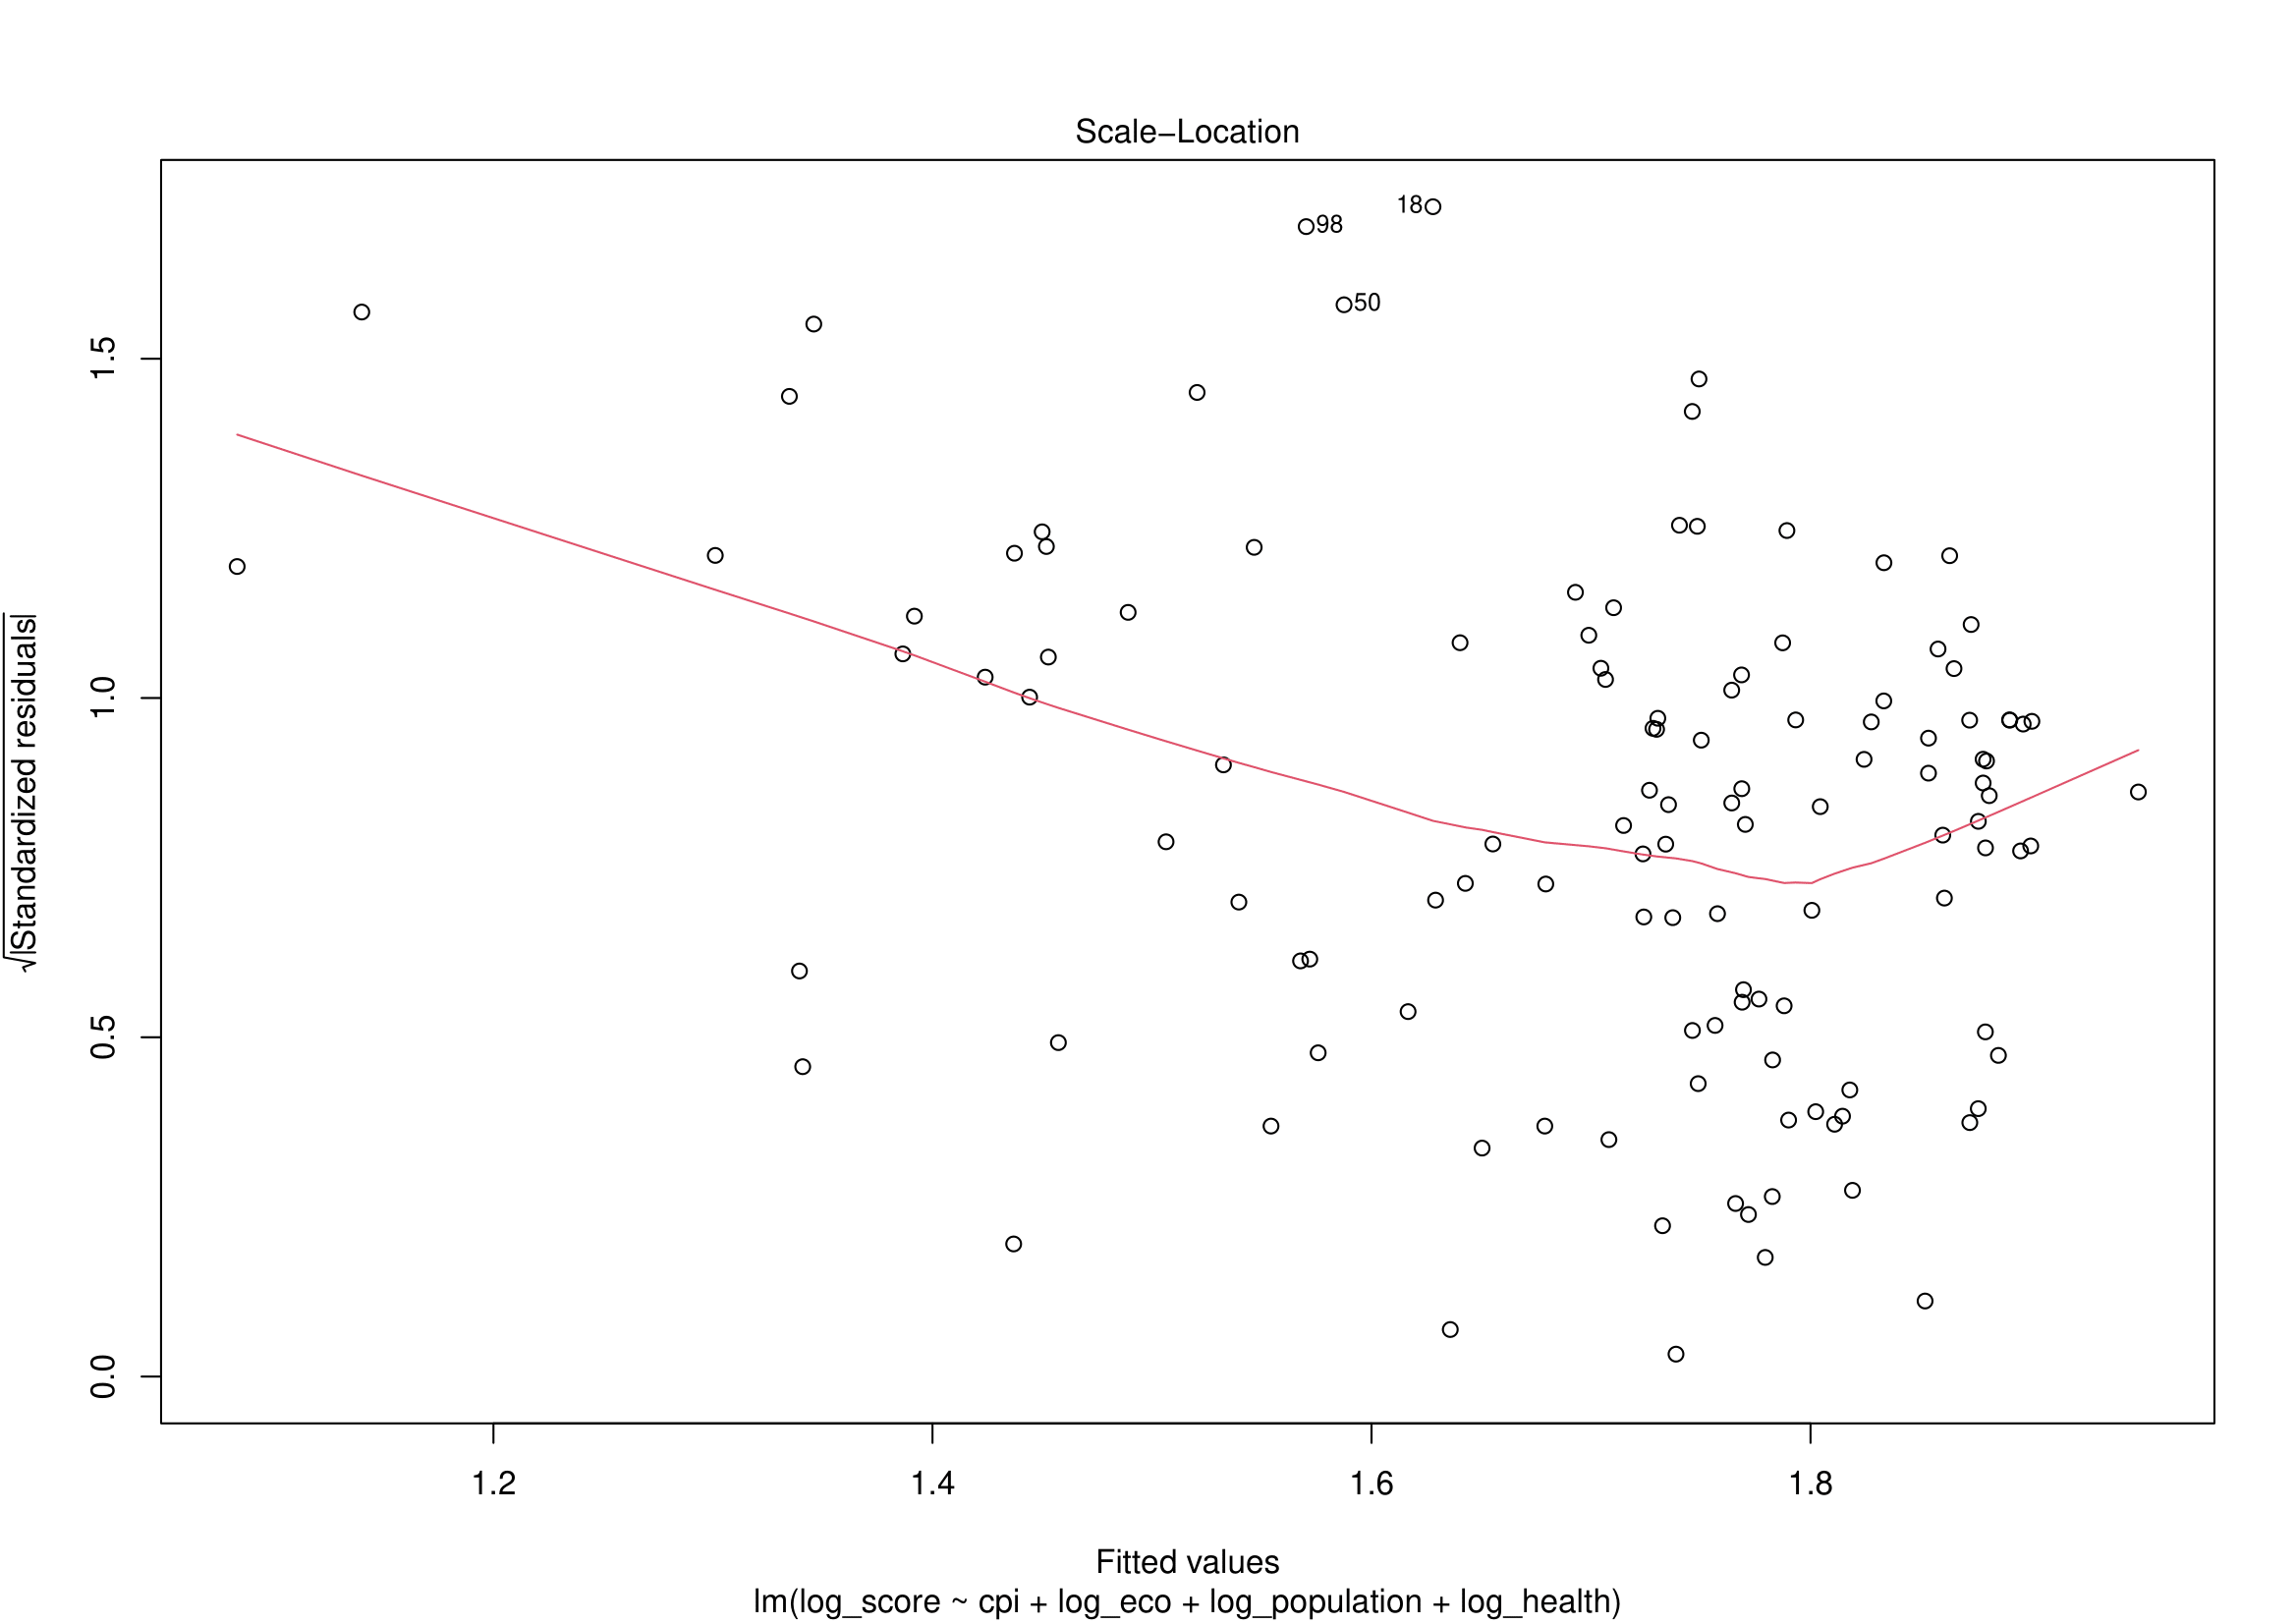 Scale−Location
18
98
50
√|Standardized residuals|
1.5
1.0
0.5
0.0
1.2 1.4 1.6 1.8
Fitted values
lm(log_score ~ cpi + log_eco + log_population + log_health)